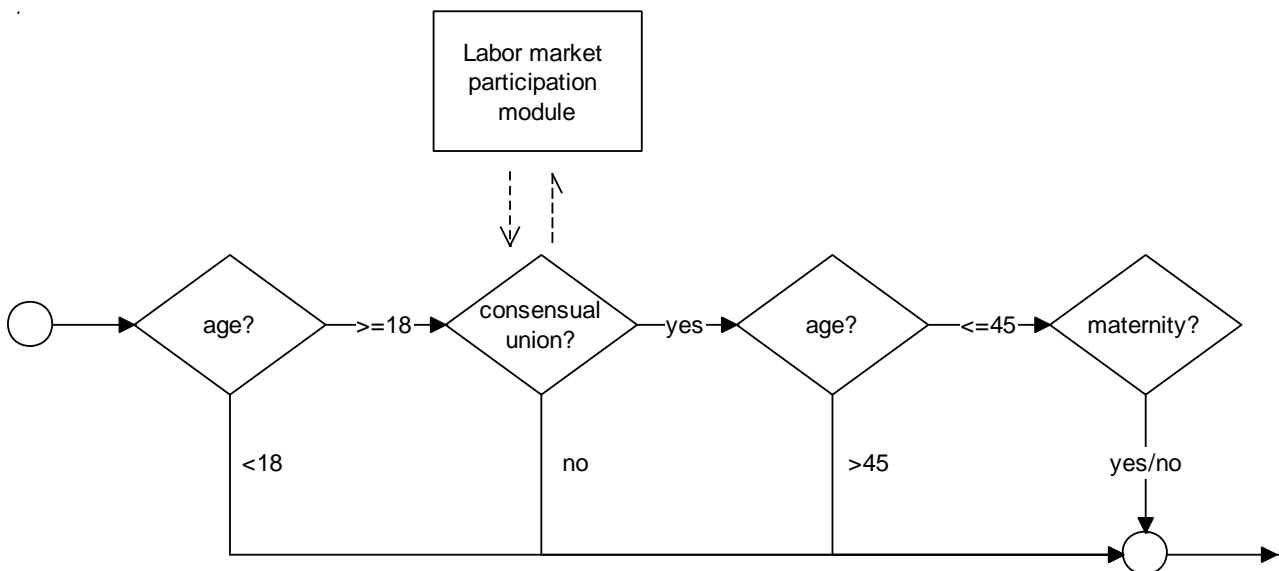 Labor market
participation
module
age?
>=18
consensual
union?
yes
age?
<=45
maternity?
<18
no
>45
yes/no